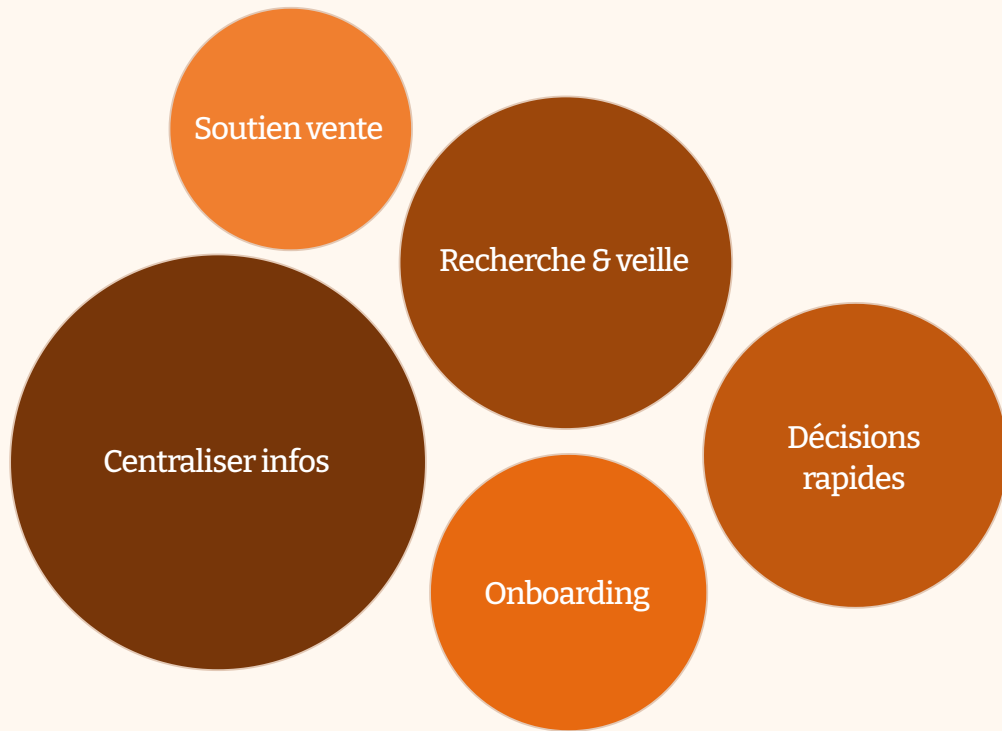 Soutien vente
Recherche & veille
Centraliser infos
Décisions
rapides
Onboarding